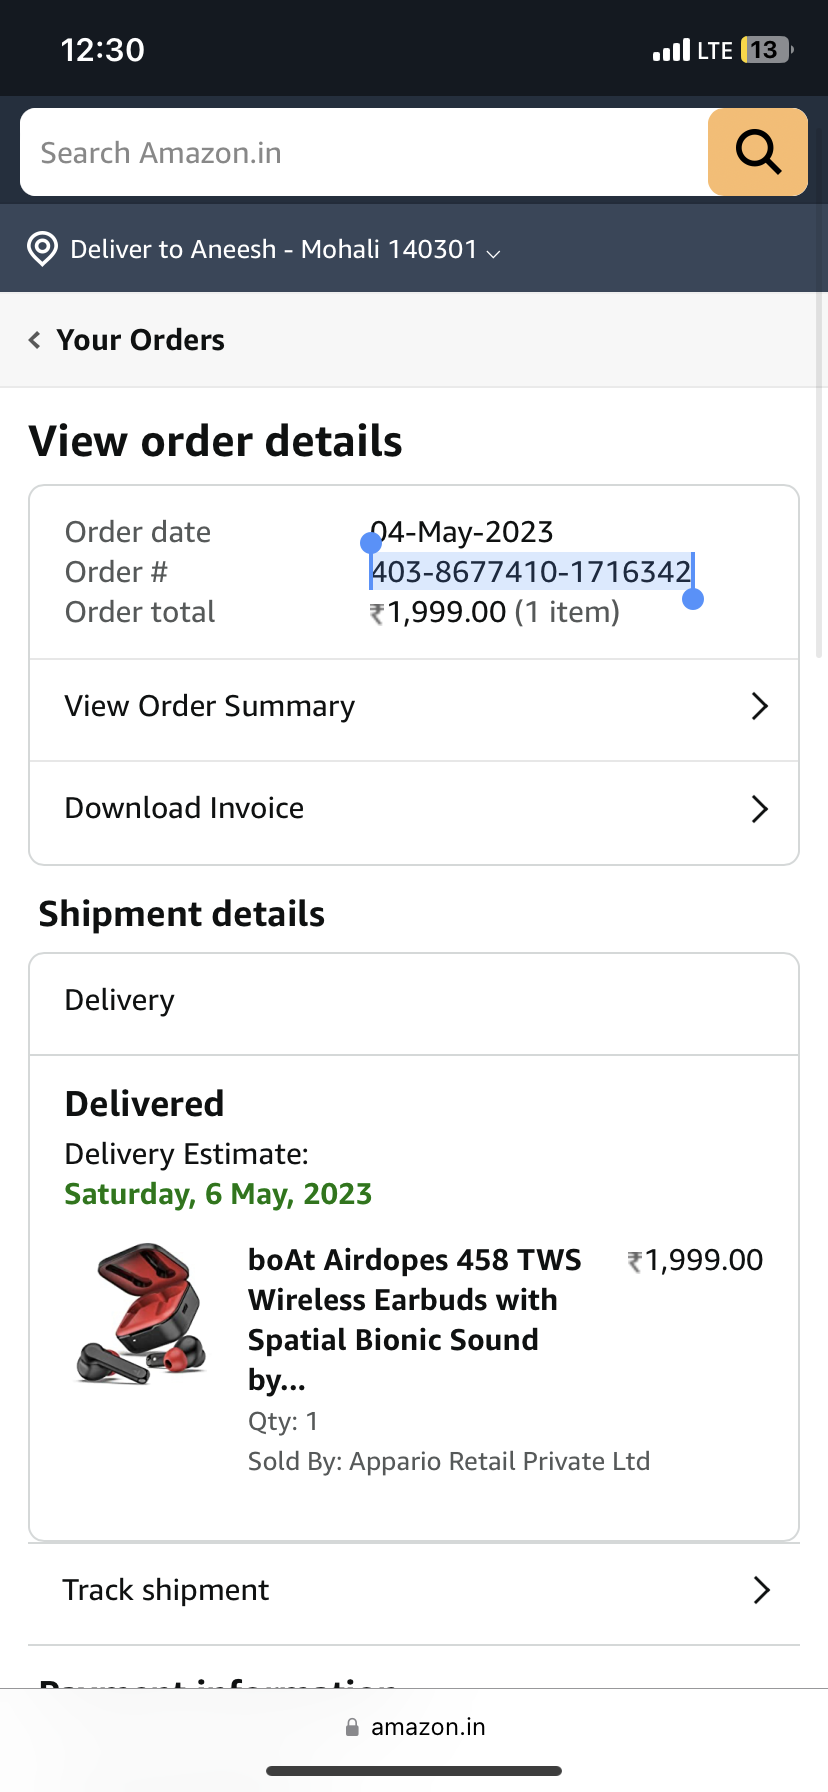 12:30
LTE 13
Search Amazon.in
Deliver to Aneesh - Mohali 140301
Your Orders
View order details
Order date 04-May-2023
Order # 403-8677410-1716342
Order total ₹1,999.00 (1 item)
View Order Summary
Download Invoice
Shipment details
Delivery
Delivered
Delivery Estimate:
Saturday, 6 May, 2023
boAt Airdopes 458 TWS ₹1,999.00
Wireless Earbuds with
Spatial Bionic Sound
by...
Qty: 1
Sold By: Appario Retail Private Ltd
Track shipment
Payment information
amazon.in